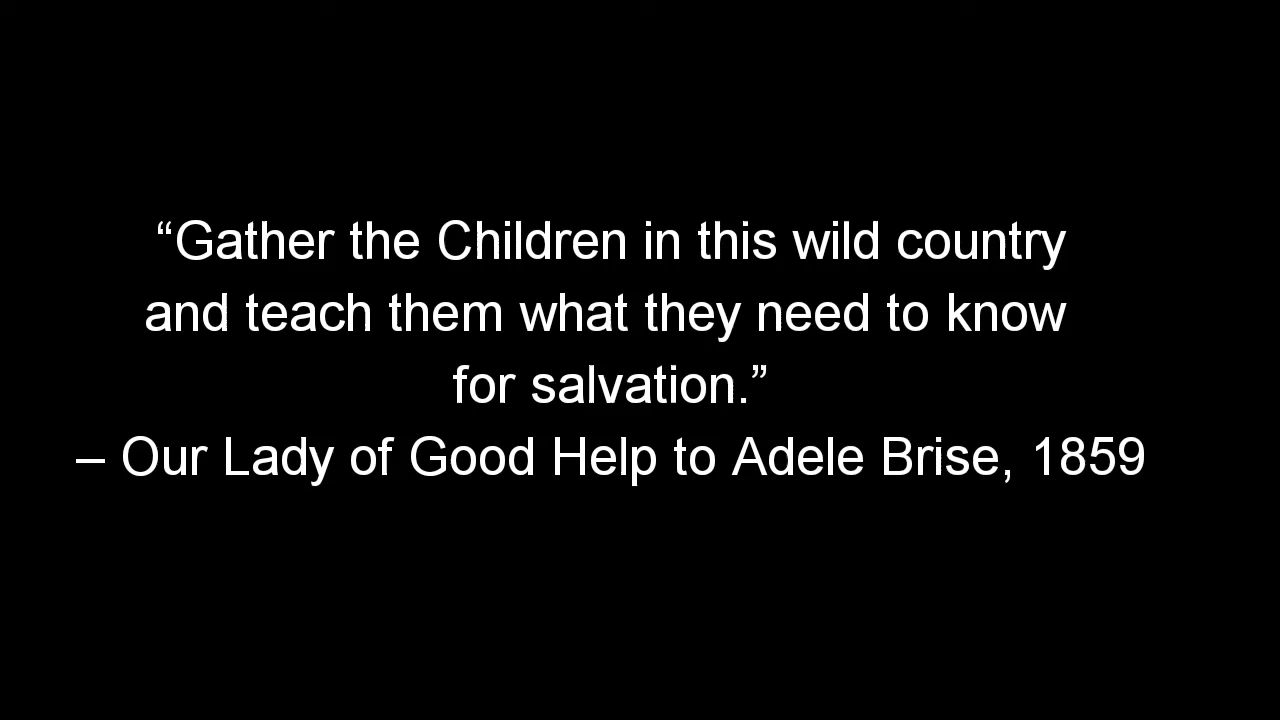 “Gather the Children in this wild country
and teach them what they need to know
for salvation.”
– Our Lady of Good Help to Adele Brise, 1859